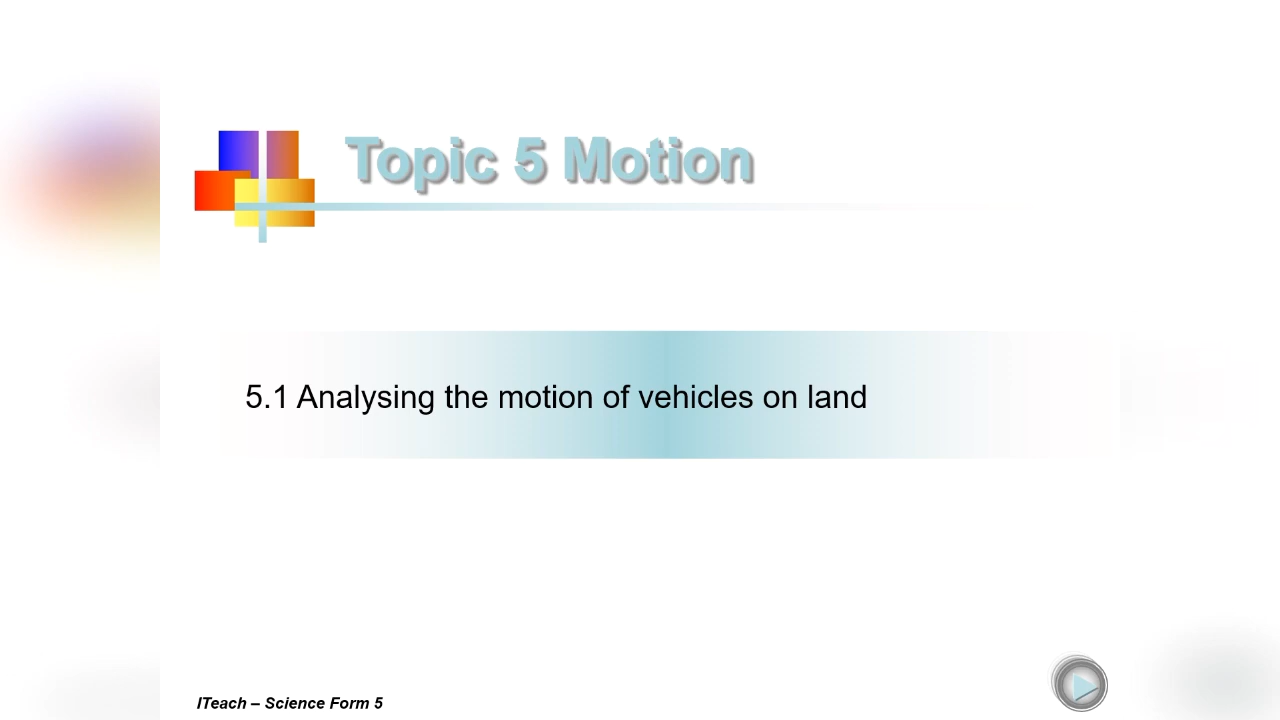 Topic 5 Motion
5.1 Analysing the motion of vehicles on land
ITeach – Science Form 5